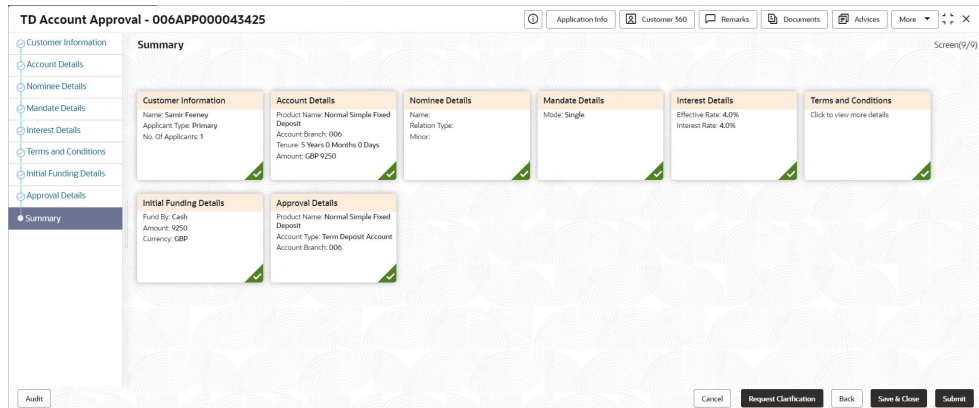 TD Account Approval - 006APP000043425
Application Info
Customer 360
Remarks
Documents
Advices
More
Customer Information
Account Details
Nominee Details
Mandate Details
Interest Details
Terms and Conditions
Initial Funding Details
Approval Details
Summary
Summary
Screen(9/9)
Customer Information
Name: Samir Feeney
Applicant Type: Primary
No. Of Applicants: 1
Account Details
Product Name: Normal Simple Fixed
Deposit
Account Branch: 006
Tenure: 5 Years 0 Months 0 Days
Amount: GBP 9250
Nominee Details
Name:
Relation Type:
Minor:
Mandate Details
Mode: Single
Interest Details
Effective Rate: 4.0%
Interest Rate: 4.0%
Terms and Conditions
Click to view more details
Initial Funding Details
Fund By: Cash
Amount: 9250
Currency: GBP
Approval Details
Product Name: Normal Simple Fixed
Deposit
Account Type: Term Deposit Account
Account Branch: 006
Audit
Cancel
Request Clarification
Back
Save & Close
Submit